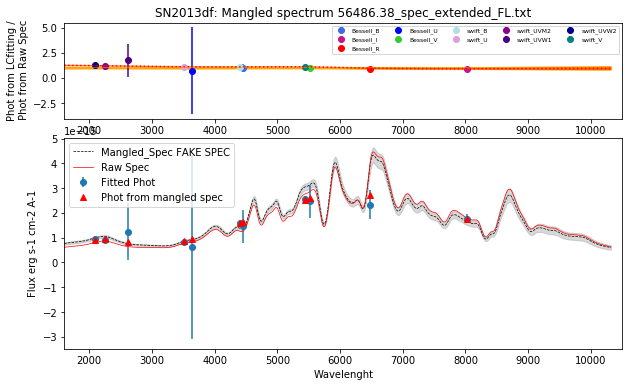 SN2013df: Mangled spectrum 56486.38_spec_extended_FL.txt
Phot from LCfitting /
Phot from Raw Spec
5.0
2.5
0.0
−2.5
Bessell_B
Bessell_I
Bessell_R
Bessell_U
Bessell_V
swift_B
swift_U
swift_UVM2
swift_UVW1
swift_UVW2
swift_V
2000 3000 4000 5000 6000 7000 8000 9000 10000
Flux erg s-1 cm-2 A-1
5
4
3
2
1
0
−1
−2
−3
Mangled_Spec FAKE SPEC
Raw Spec
Fitted Phot
Phot from mangled spec
2000 3000 4000 5000 6000 7000 8000 9000 10000
Wavelenght